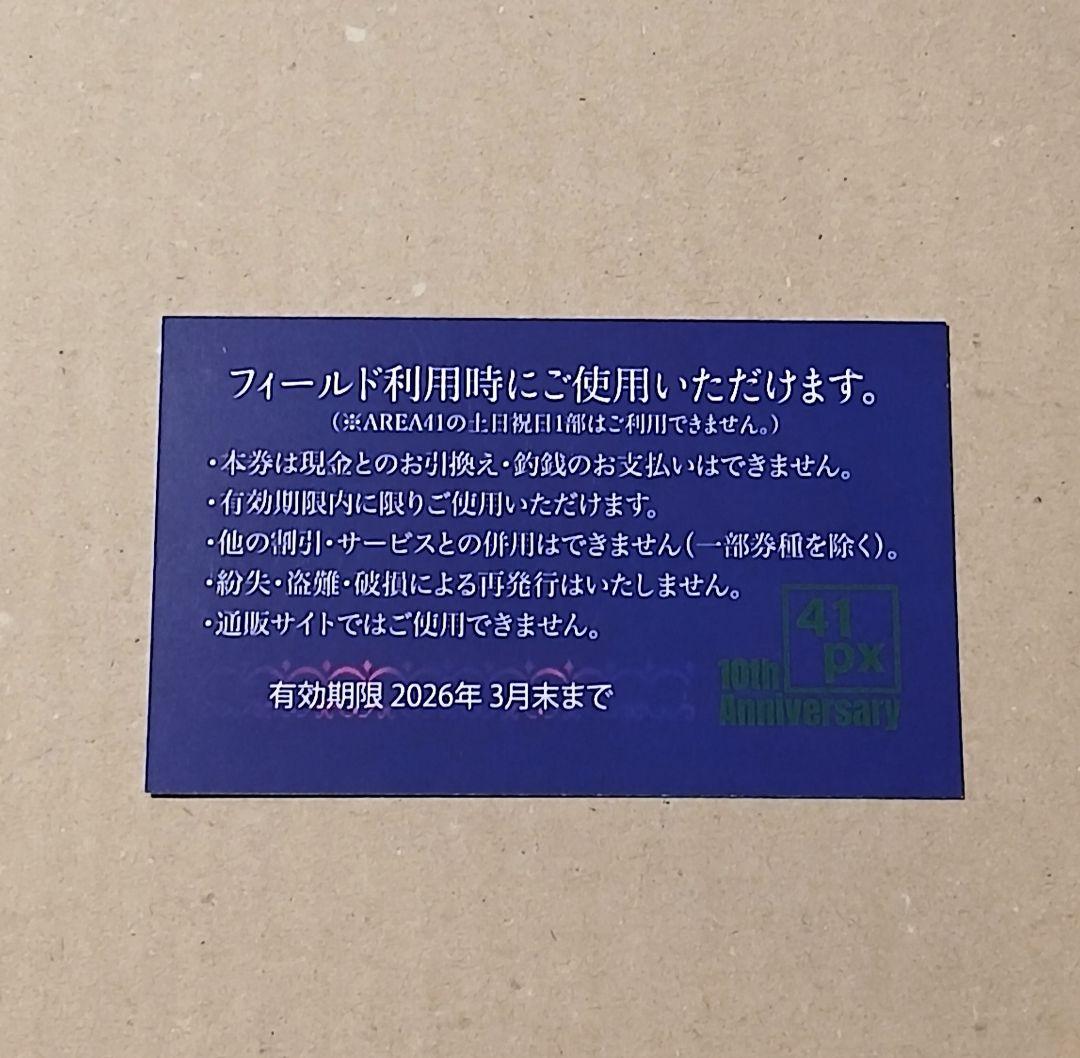 フィールド利用時にご使用いただけます。
(※AREA41の土日祝日1部はご利用できません。)
・本券は現金とのお引換え・釣銭のお支払いはできません。
・有効期限内に限りご使用いただけます。
・他の割引・サービスとの併用はできません(一部券種を除く)。
・紛失・盗難・破損による再発行はいたしません。
・通販サイトではご使用できません。
有効期限 2026年 3月末まで
41
px
10th
Anniversary